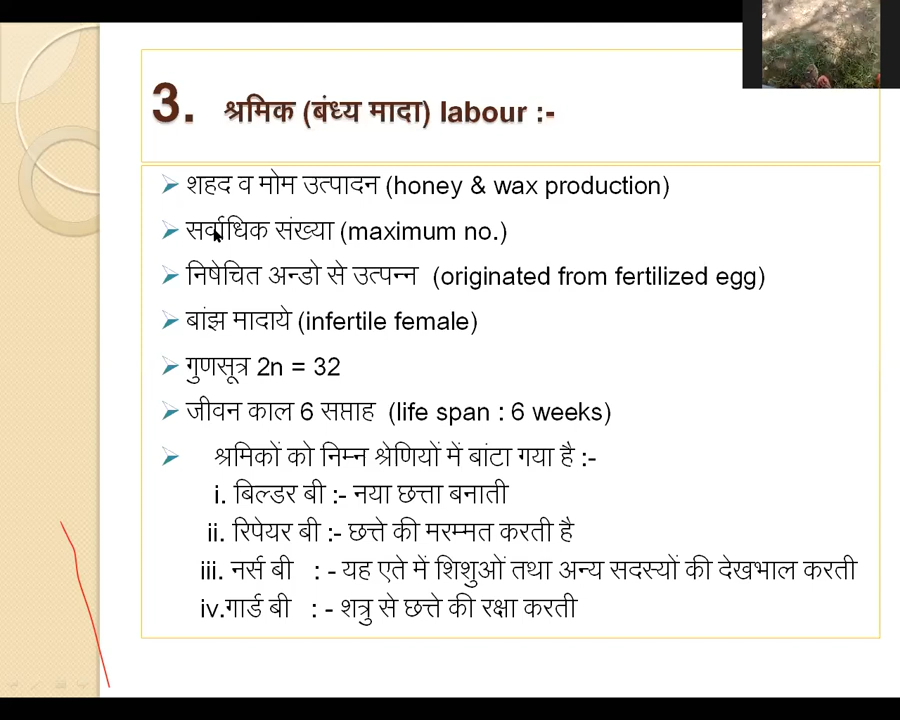 3. श्रमिक (बंध्य मादा) labour :-
शहद व मोम उत्पादन (honey & wax production)
सर्वाधिक संख्या (maximum no.)
निषेचित अन्डो से उत्पन्न (originated from fertilized egg)
बांझ मादाये (infertile female)
गुणसूत्र 2n = 32
जीवन काल 6 सप्ताह (life span : 6 weeks)
श्रमिकों को निम्न श्रेणियों में बांटा गया है :-
i. बिल्डर बी :- नया छत्ता बनाती
ii. रिपेयर बी :- छत्ते की मरम्मत करती है
iii. नर्स बी : - यह एते में शिशुओं तथा अन्य सदस्यों की देखभाल करती
iv.गार्ड बी : - शत्रु से छत्ते की रक्षा करती